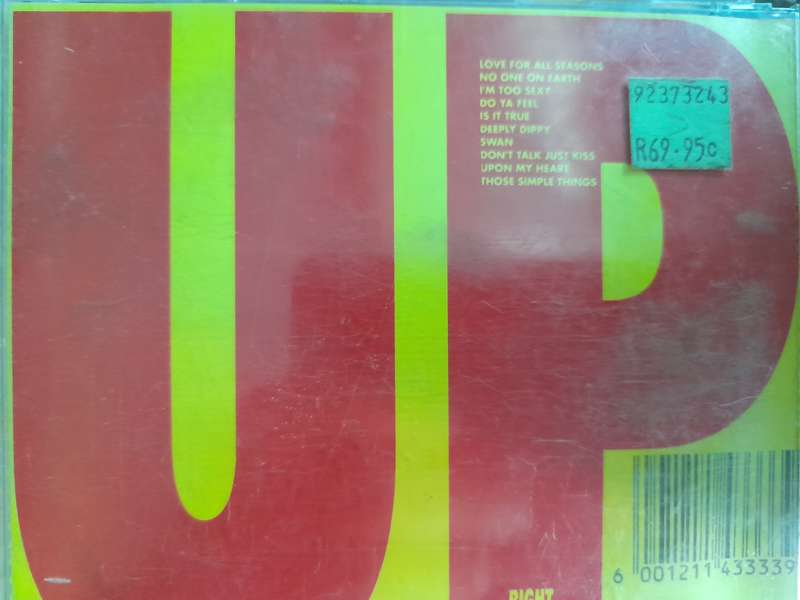 UP
LOVE FOR ALL SEASONS
NO ONE ON EARTH
I'M TOO SEXY
DO YA FEEL
IS IT TRUE
DEEPLY DIPPY
SWAN
DON'T TALK JUST KISS
UPON MY HEART
THOSE SIMPLE THINGS
92373243
R69.95c
6 001211 433339
RIGHT